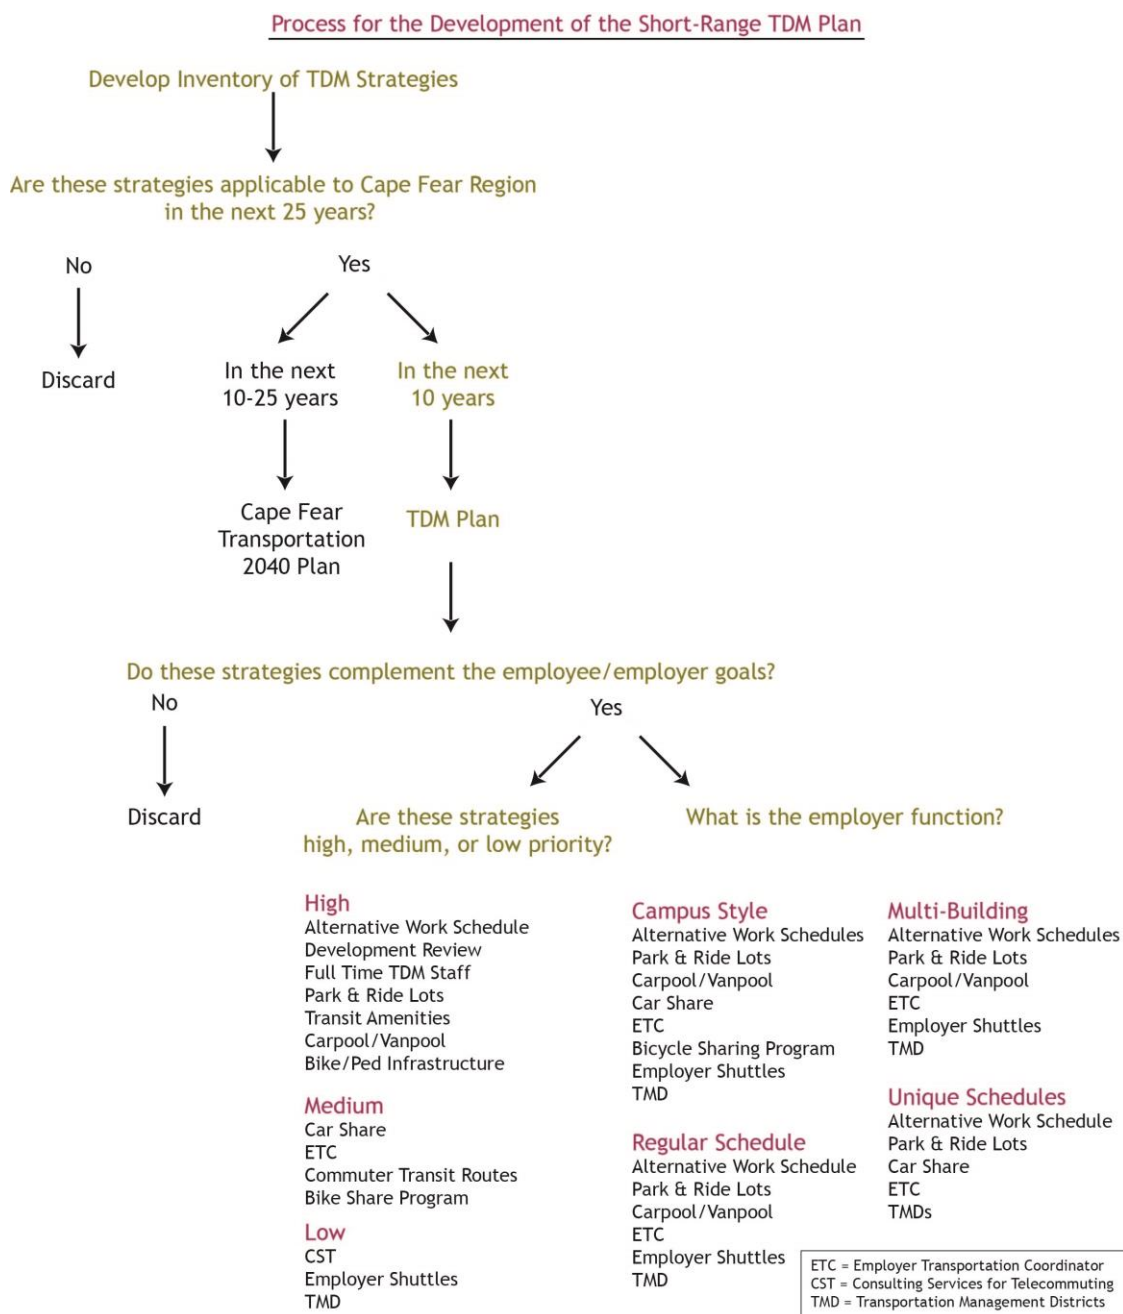 Process for the Development of the Short-Range TDM Plan
Develop Inventory of TDM Strategies
Are these strategies applicable to Cape Fear Region
in the next 25 years?
No
Yes
Discard
In the next
10-25 years
In the next
10 years
Cape Fear
Transportation
2040 Plan
TDM Plan
Do these strategies complement the employee/employer goals?
No
Yes
Discard
Are these strategies
high, medium, or low priority?
What is the employer function?
High
Alternative Work Schedule
Development Review
Full Time TDM Staff
Park & Ride Lots
Transit Amenities
Carpool/Vanpool
Bike/Ped Infrastructure
Medium
Car Share
ETC
Commuter Transit Routes
Bike Share Program
Low
CST
Employer Shuttles
TMD
Campus Style
Alternative Work Schedules
Park & Ride Lots
Carpool/Vanpool
Car Share
ETC
Bicycle Sharing Program
Employer Shuttles
TMD
Regular Schedule
Alternative Work Schedule
Park & Ride Lots
Carpool/Vanpool
ETC
Employer Shuttles
TMD
Multi-Building
Alternative Work Schedules
Park & Ride Lots
Carpool/Vanpool
ETC
Employer Shuttles
TMD
Unique Schedules
Alternative Work Schedule
Park & Ride Lots
Car Share
ETC
TMDs
ETC = Employer Transportation Coordinator
CST = Consulting Services for Telecommuting
TMD = Transportation Management Districts